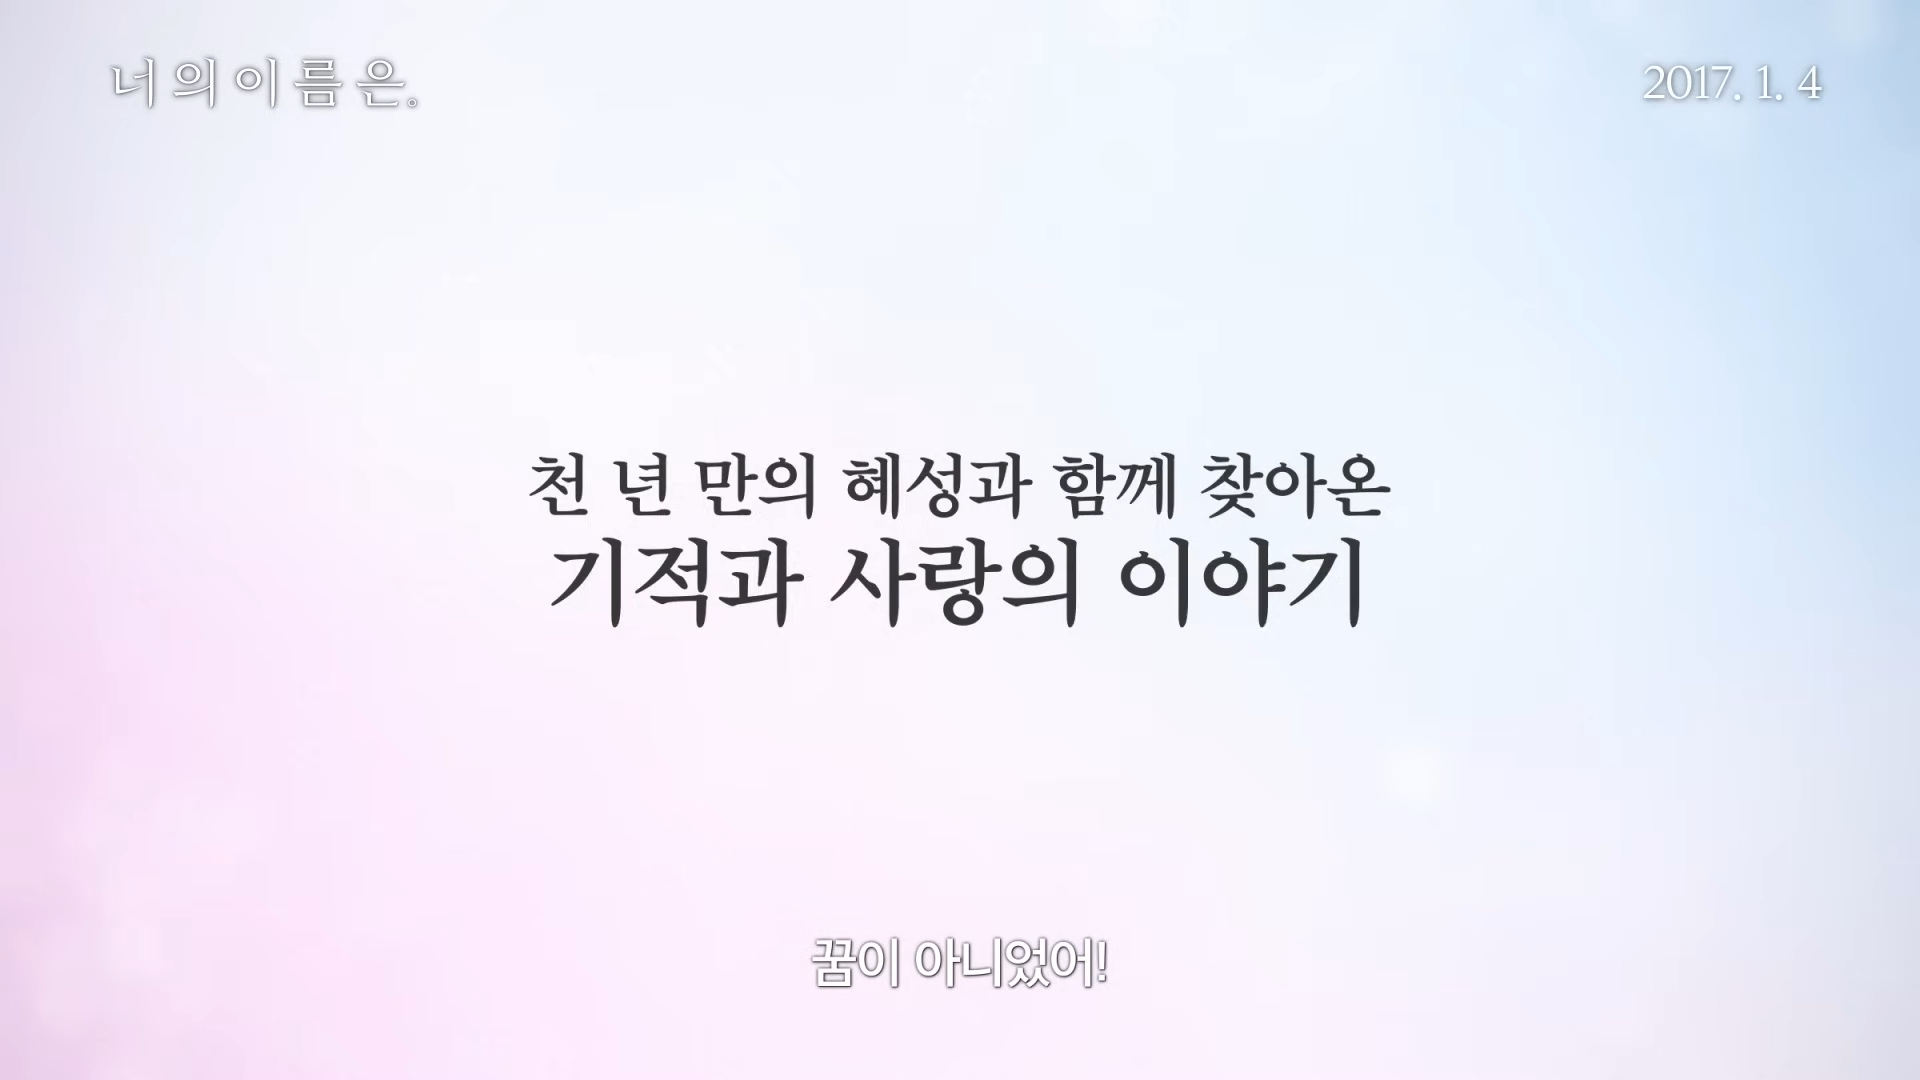 너의 이름은。
2017. 1. 4
천 년 만의 혜성과 함께 찾아온
기적과 사랑의 이야기
꿈이 아니었어!